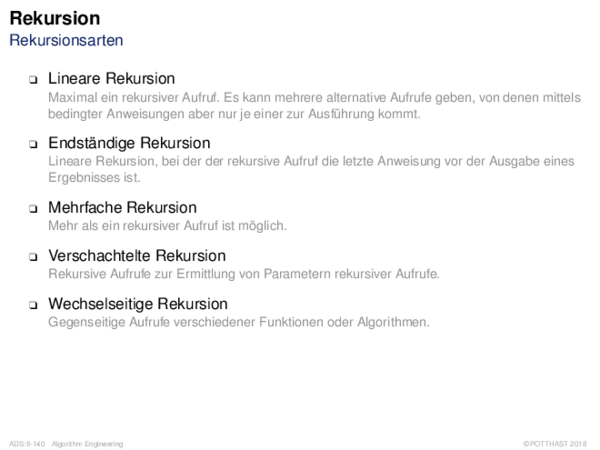 Rekursion
Rekursionsarten
❑ Lineare Rekursion
Maximal ein rekursiver Aufruf. Es kann mehrere alternative Aufrufe geben, von denen mittels
bedingter Anweisungen aber nur je einer zur Ausführung kommt.
❑ Endständige Rekursion
Lineare Rekursion, bei der der rekursive Aufruf die letzte Anweisung vor der Ausgabe eines
Ergebnisses ist.
❑ Mehrfache Rekursion
Mehr als ein rekursiver Aufruf ist möglich.
❑ Verschachtelte Rekursion
Rekursive Aufrufe zur Ermittlung von Parametern rekursiver Aufrufe.
❑ Wechselseitige Rekursion
Gegenseitige Aufrufe verschiedener Funktionen oder Algorithmen.
ADS:II-140 Algorithm Engineering
© POTTHAST 2018